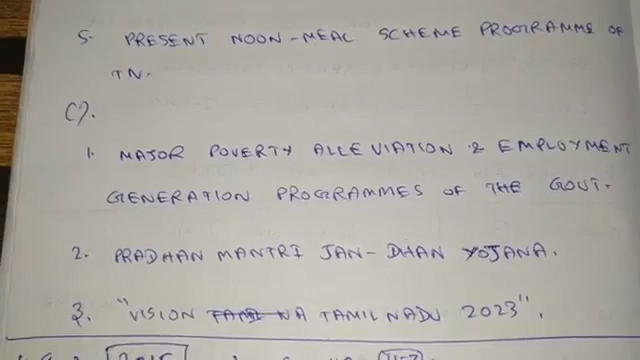 5. PRESENT NOON-MEAL SCHEME PROGRAMME OF
TN.
C).
1. MAJOR POVERTY ALLEVIATION & EMPLOYMENT
GENERATION PROGRAMMES OF THE GOVT.
2. PRADHAN MANTRI JAN-DHAN YOJANA.
3. "VISION TAMILNADU 2023".